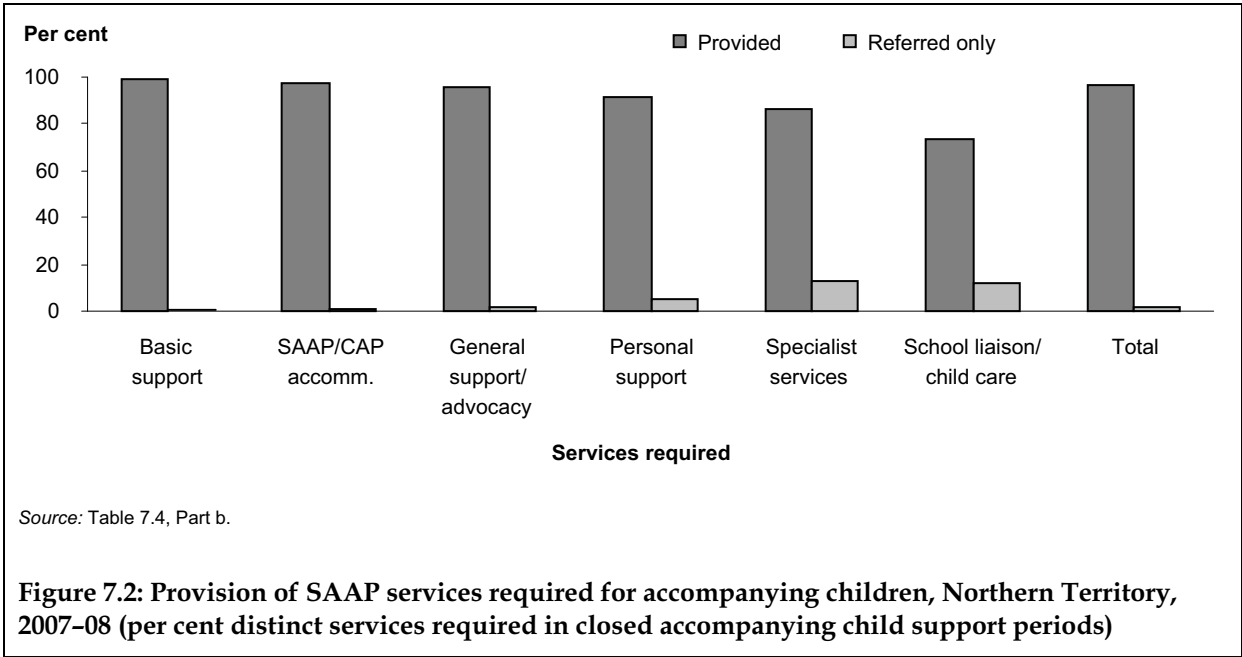 Per cent
Provided
Referred only
100
80
60
40
20
0
Basic
support
SAAP/CAP
accomm.
General
support/
advocacy
Personal
support
Specialist
services
School liaison/
child care
Total
Services required
Source: Table 7.4, Part b.
Figure 7.2: Provision of SAAP services required for accompanying children, Northern Territory,
2007–08 (per cent distinct services required in closed accompanying child support periods)